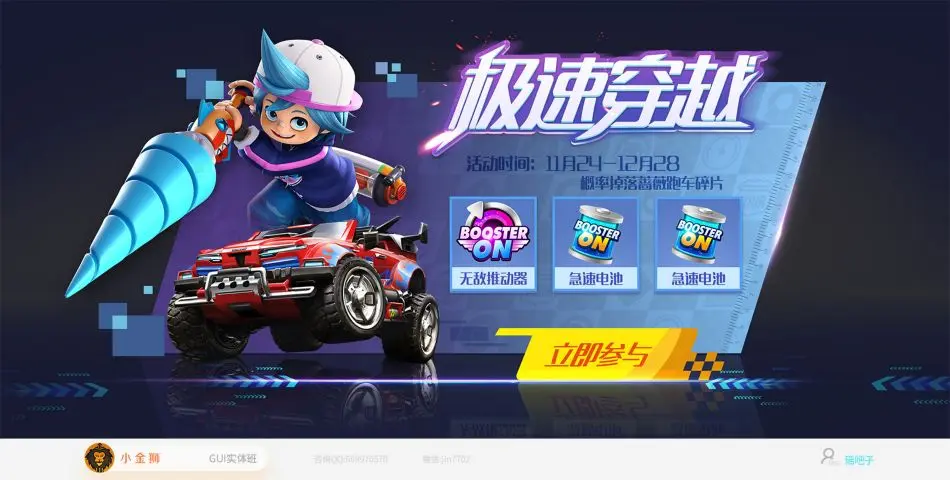 极速穿越
活动时间：11月24—12月28
概率掉落蔷薇跑车碎片
BOOSTER ON
BOOSTER ON
BOOSTER ON
无敌推动器
急速电池
急速电池
立即参与
小金狮
GUI实体班
猫吧子